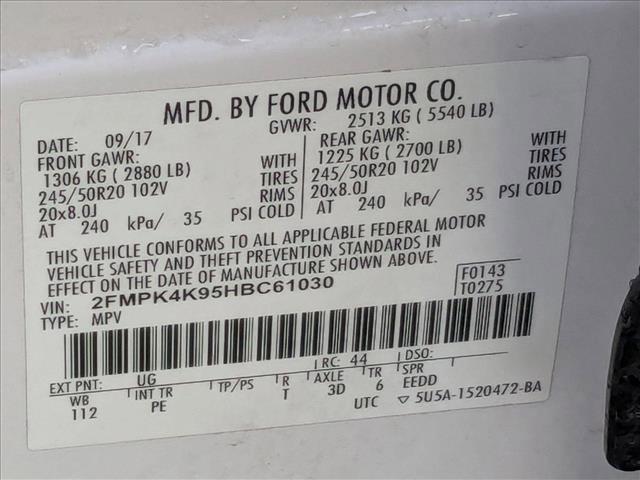 MFD. BY FORD MOTOR CO.
DATE: 09/17 GVWR: 2513 KG ( 5540 LB)
FRONT GAWR: REAR GAWR:
1306 KG ( 2880 LB) WITH 1225 KG ( 2700 LB) WITH
245/50R20 102V TIRES 245/50R20 102V TIRES
20x8.0J RIMS 20x8.0J RIMS
AT 240 kPa/ 35 PSI COLD AT 240 kPa/ 35 PSI COLD
THIS VEHICLE CONFORMS TO ALL APPLICABLE FEDERAL MOTOR
VEHICLE SAFETY AND THEFT PREVENTION STANDARDS IN
EFFECT ON THE DATE OF MANUFACTURE SHOWN ABOVE.
VIN: 2FMPK4K95HBC61030 F0143
TYPE: MPV T0275
EXT PNT: UG RC: 44 DSO:
WB INT TR TP/PS R AXLE TR SPR
112 PE T 3D 6 EEDD
UTC ▽ 5U5A-1520472-BA